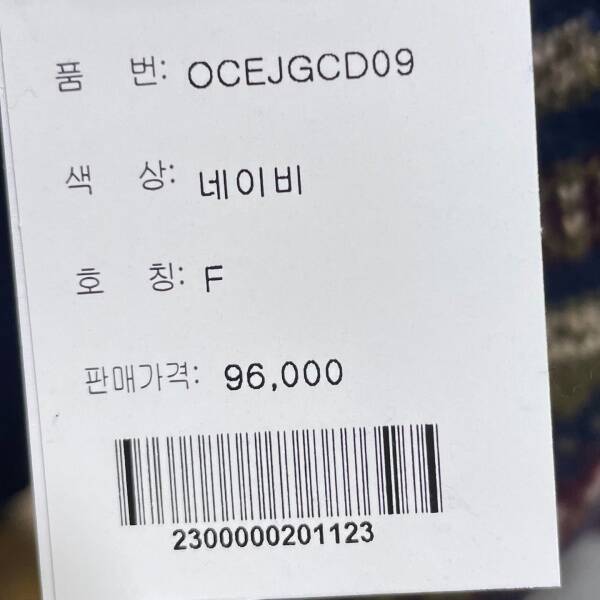 품 번: OCEJGCD09
색 상: 네이비
호 칭: F
판매가격: 96,000
2300000201123